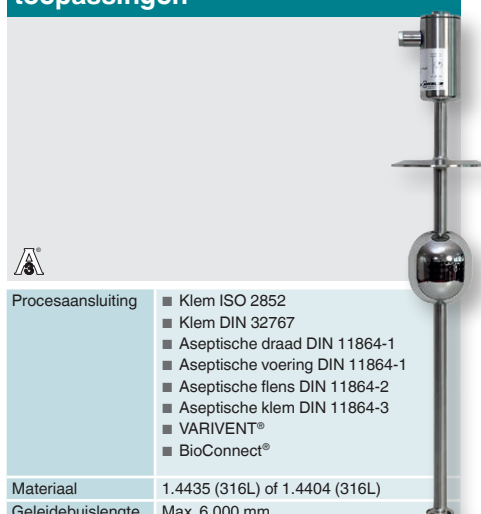 toepassingen
Procesaansluiting
■ Klem ISO 2852
■ Klem DIN 32767
■ Aseptische draad DIN 11864-1
■ Aseptische voering DIN 11864-1
■ Aseptische flens DIN 11864-2
■ Aseptische klem DIN 11864-3
■ VARIVENT®
■ BioConnect®
Materiaal 1.4435 (316L) of 1.4404 (316L)
Geleidebuislengte Max. 6.000 mm